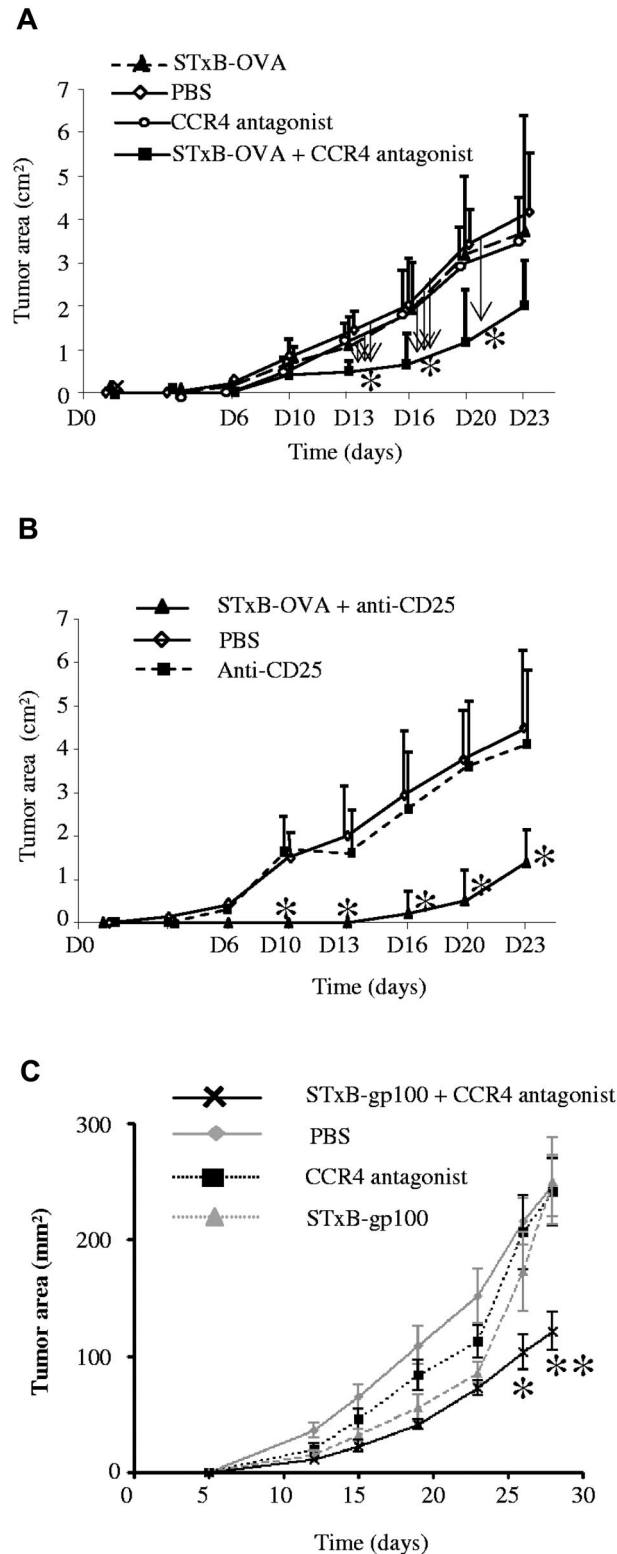 A
STxB-OVA
PBS
CCR4 antagonist
STxB-OVA + CCR4 antagonist
Tumor area (cm²)
7
6
5
4
3
2
1
0
D0
D6
D10
D13
D16
D20
D23
* * *
Time (days)
B
STxB-OVA + anti-CD25
PBS
Anti-CD25
Tumor area (cm²)
7
6
5
4
3
2
1
0
* * * * *
D0
D6
D10
D13
D16
D20
D23
Time (days)
C
STxB-gp100 + CCR4 antagonist
PBS
CCR4 antagonist
STxB-gp100
Tumor area (mm²)
300
200
100
0
* **
0
5
10
15
20
25
30
Time (days)